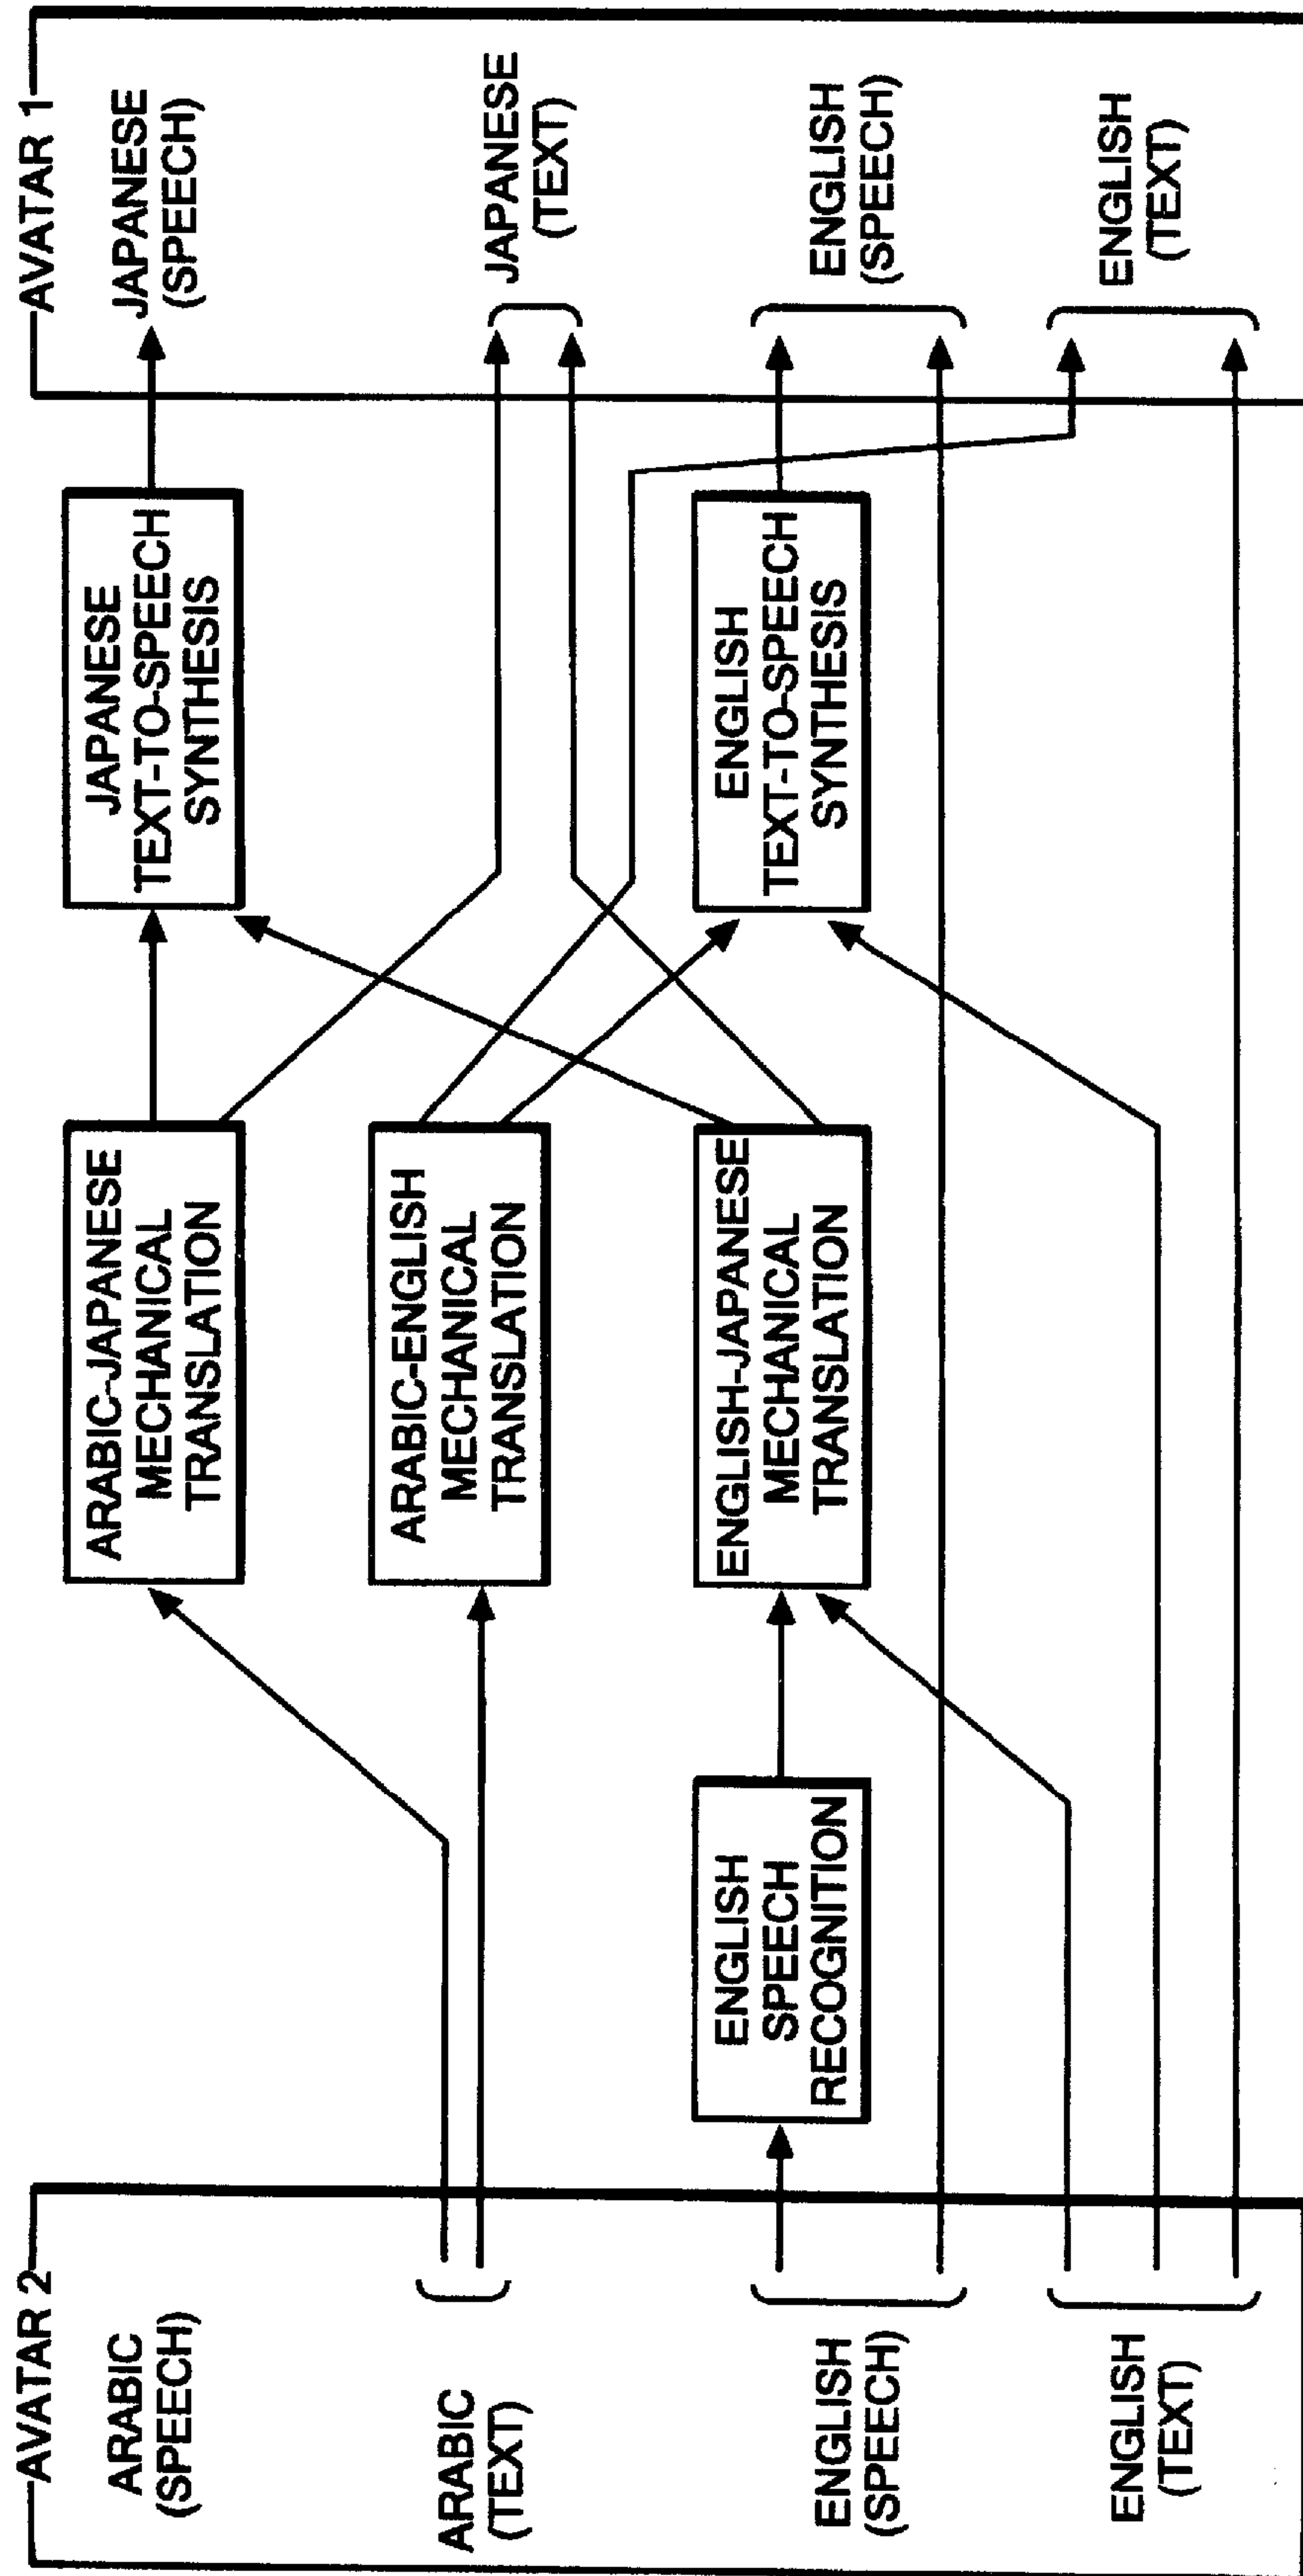 AVATAR 2
ARABIC
(SPEECH)
ARABIC
(TEXT)
ENGLISH
(SPEECH)
ENGLISH
(TEXT)
ENGLISH
SPEECH
RECOGNITION
ARABIC-JAPANESE
MECHANICAL
TRANSLATION
ARABIC-ENGLISH
MECHANICAL
TRANSLATION
ENGLISH-JAPANESE
MECHANICAL
TRANSLATION
JAPANESE
TEXT-TO-SPEECH
SYNTHESIS
ENGLISH
TEXT-TO-SPEECH
SYNTHESIS
AVATAR 1
JAPANESE
(SPEECH)
JAPANESE
(TEXT)
ENGLISH
(SPEECH)
ENGLISH
(TEXT)